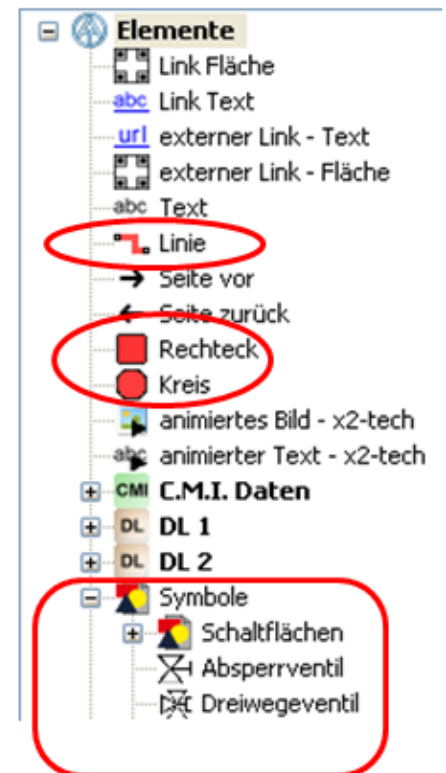 Elemente
Link Fläche
abc Link Text
url externer Link - Text
externer Link - Fläche
abc Text
Linie
Seite vor
Seite zurück
Rechteck
Kreis
animiertes Bild - x2-tech
abc animierter Text - x2-tech
CMI C.M.I. Daten
DL DL 1
DL DL 2
Symbole
Schaltflächen
Absperrventil
Dreiwegeventil